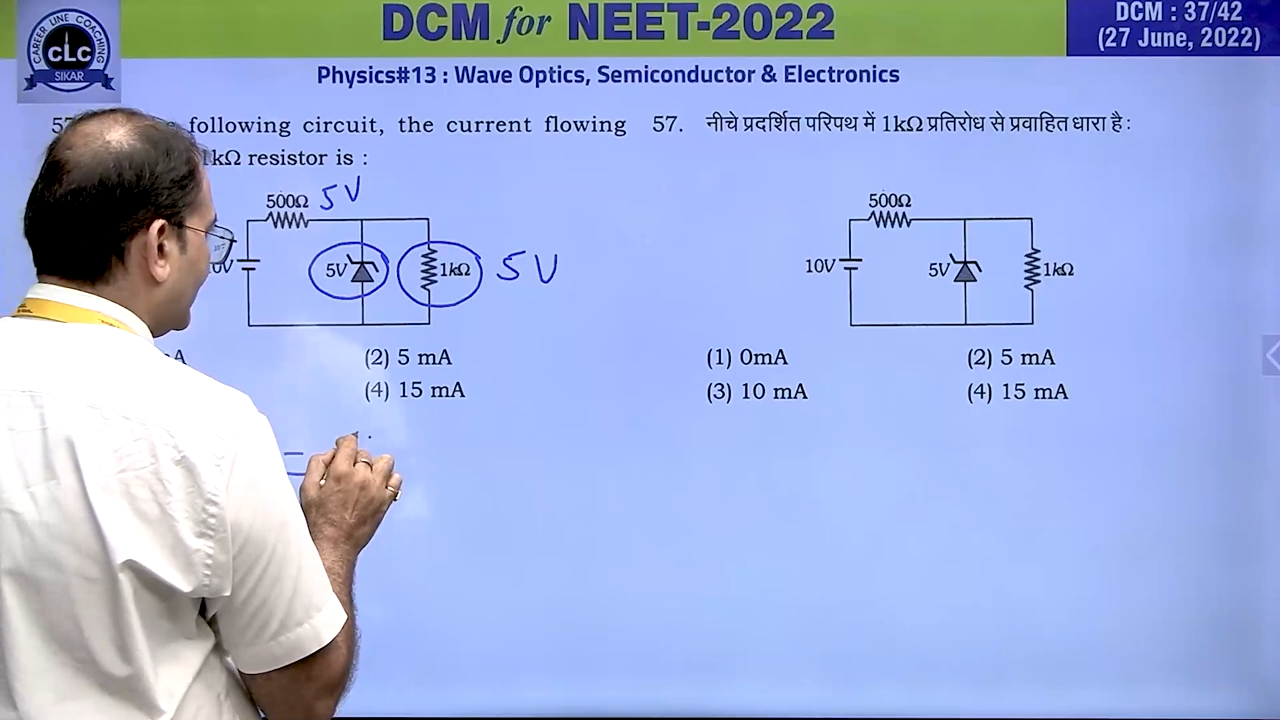 DCM for NEET-2022
DCM : 37/42
(27 June, 2022)
CAREER LINE COACHING
CLC
SIKAR
Physics#13 : Wave Optics, Semiconductor & Electronics
following circuit, the current flowing
1kΩ resistor is :
500Ω
5V
5V
1kΩ
5V
(2) 5 mA
(4) 15 mA
57. नीचे प्रदर्शित परिपथ में 1kΩ प्रतिरोध से प्रवाहित धारा है :
500Ω
10V
5V
1kΩ
(1) 0mA
(2) 5 mA
(3) 10 mA
(4) 15 mA